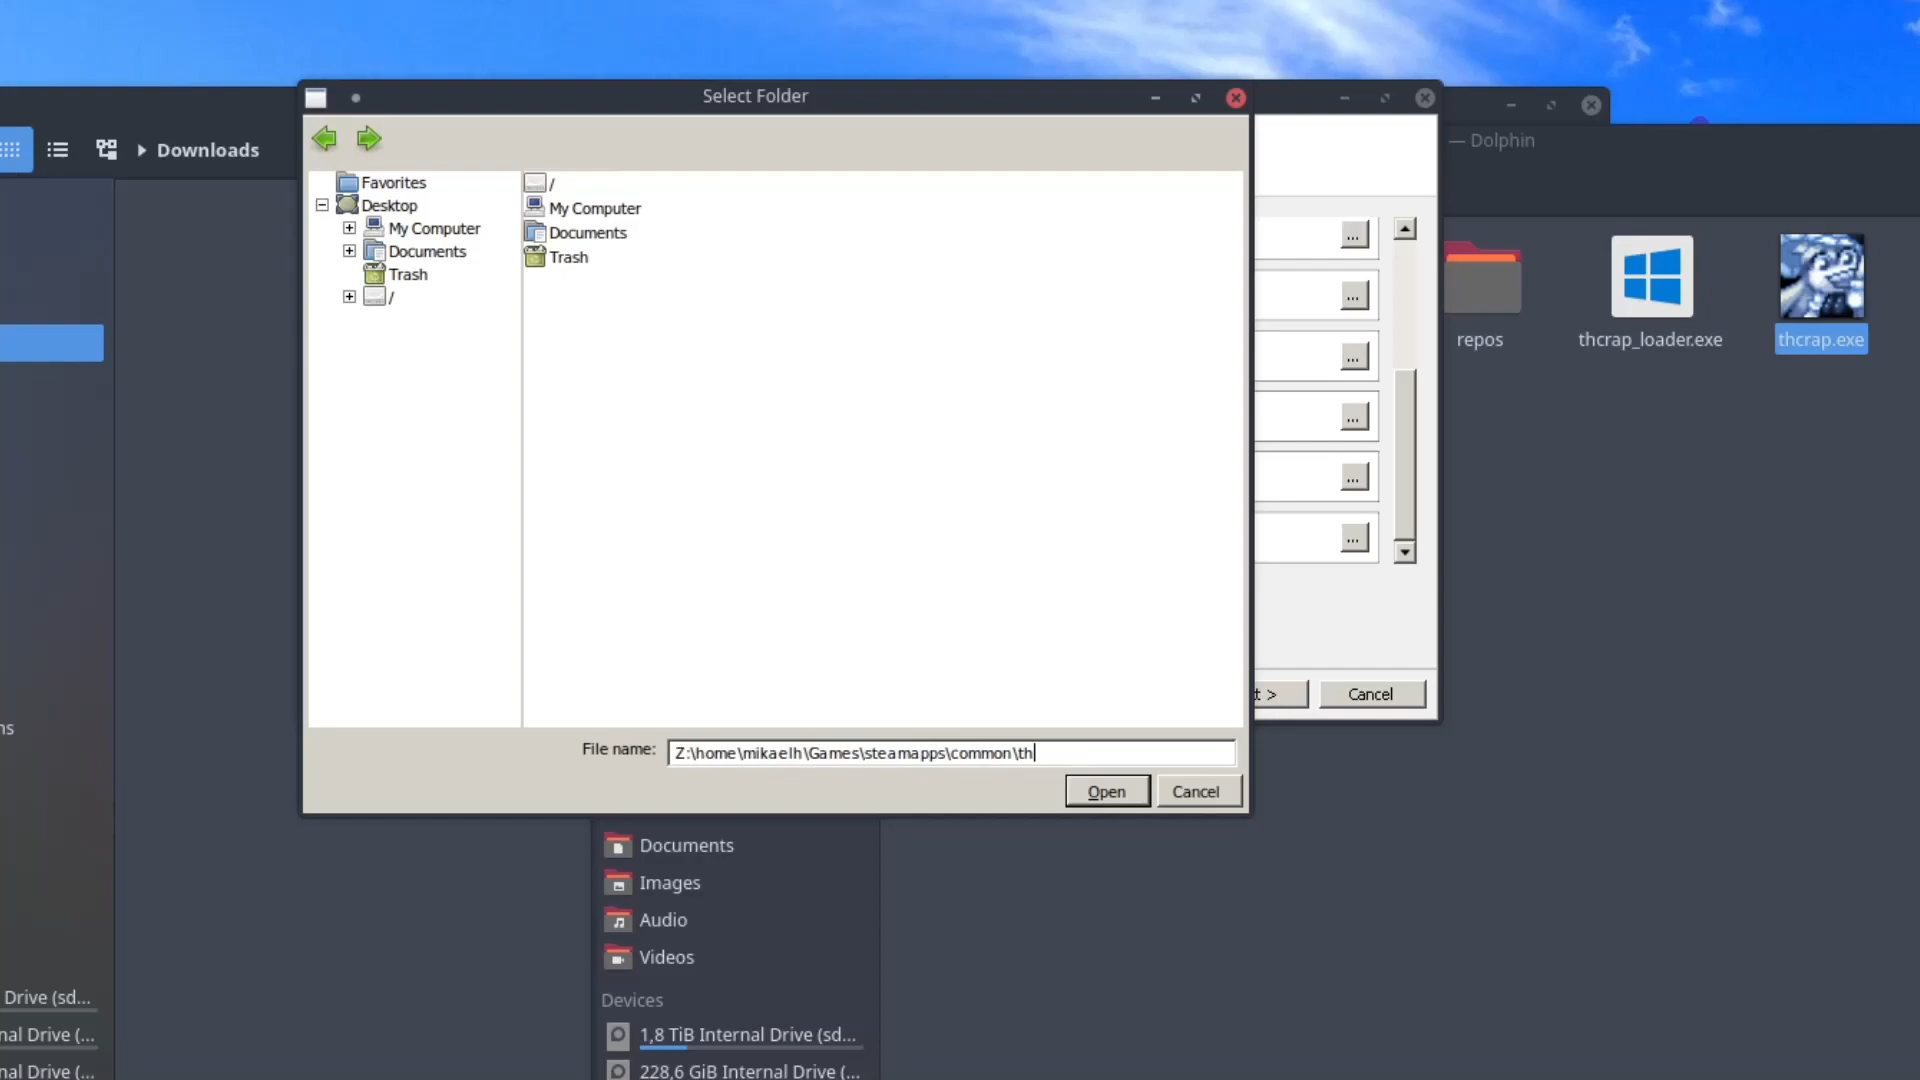 Select Folder
Downloads
— Dolphin
Favorites
Desktop
My Computer
Documents
Trash
/
/
My Computer
Documents
Trash
...
...
...
...
...
...
repos
thcrap_loader.exe
thcrap.exe
t >
Cancel
ns
File name:
Z:\home\mikaelh\Games\steamapps\common\th
Open
Cancel
Documents
Images
Audio
Videos
Devices
1,8 TiB Internal Drive (sd...
228,6 GiB Internal Drive (...
Drive (sd...
nal Drive (...
nal Drive (...